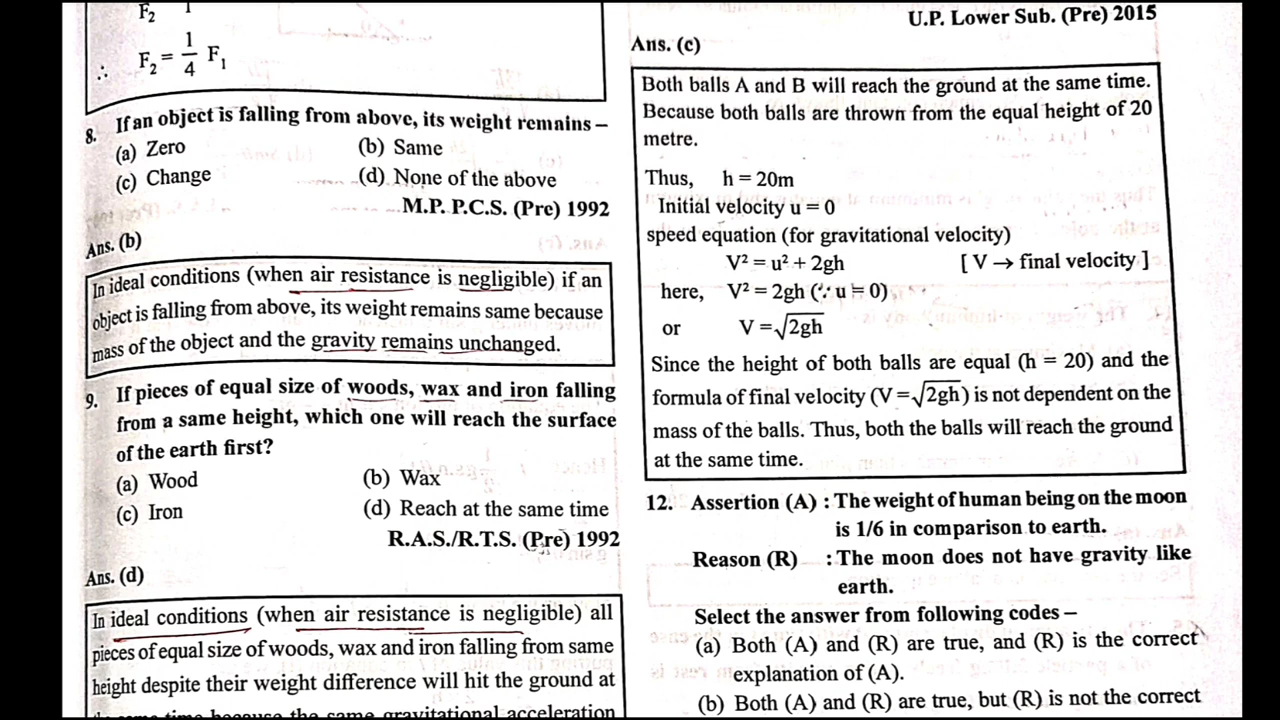 F₂ 1
∴ F₂ = 1/4 F₁
8. If an object is falling from above, its weight remains –
(a) Zero (b) Same
(c) Change (d) None of the above
M.P. P.C.S. (Pre) 1992
Ans. (b)
In ideal conditions (when air resistance is negligible) if an
object is falling from above, its weight remains same because
mass of the object and the gravity remains unchanged.
9. If pieces of equal size of woods, wax and iron falling
from a same height, which one will reach the surface
of the earth first?
(a) Wood (b) Wax
(c) Iron (d) Reach at the same time
R.A.S./R.T.S. (Pre) 1992
Ans. (d)
In ideal conditions (when air resistance is negligible) all
pieces of equal size of woods, wax and iron falling from same
height despite their weight difference will hit the ground at
time because the same gravitational acceleration
U.P. Lower Sub. (Pre) 2015
Ans. (c)
Both balls A and B will reach the ground at the same time.
Because both balls are thrown from the equal height of 20
metre.
Thus, h = 20m
Initial velocity u = 0
speed equation (for gravitational velocity)
V² = u² + 2gh [ V → final velocity ]
here, V² = 2gh (∵ u = 0)
or V = √2gh
Since the height of both balls are equal (h = 20) and the
formula of final velocity (V = √2gh) is not dependent on the
mass of the balls. Thus, both the balls will reach the ground
at the same time.
12. Assertion (A) : The weight of human being on the moon
is 1/6 in comparison to earth.
Reason (R) : The moon does not have gravity like
earth.
Select the answer from following codes –
(a) Both (A) and (R) are true, and (R) is the correct
explanation of (A).
(b) Both (A) and (R) are true, but (R) is not the correct